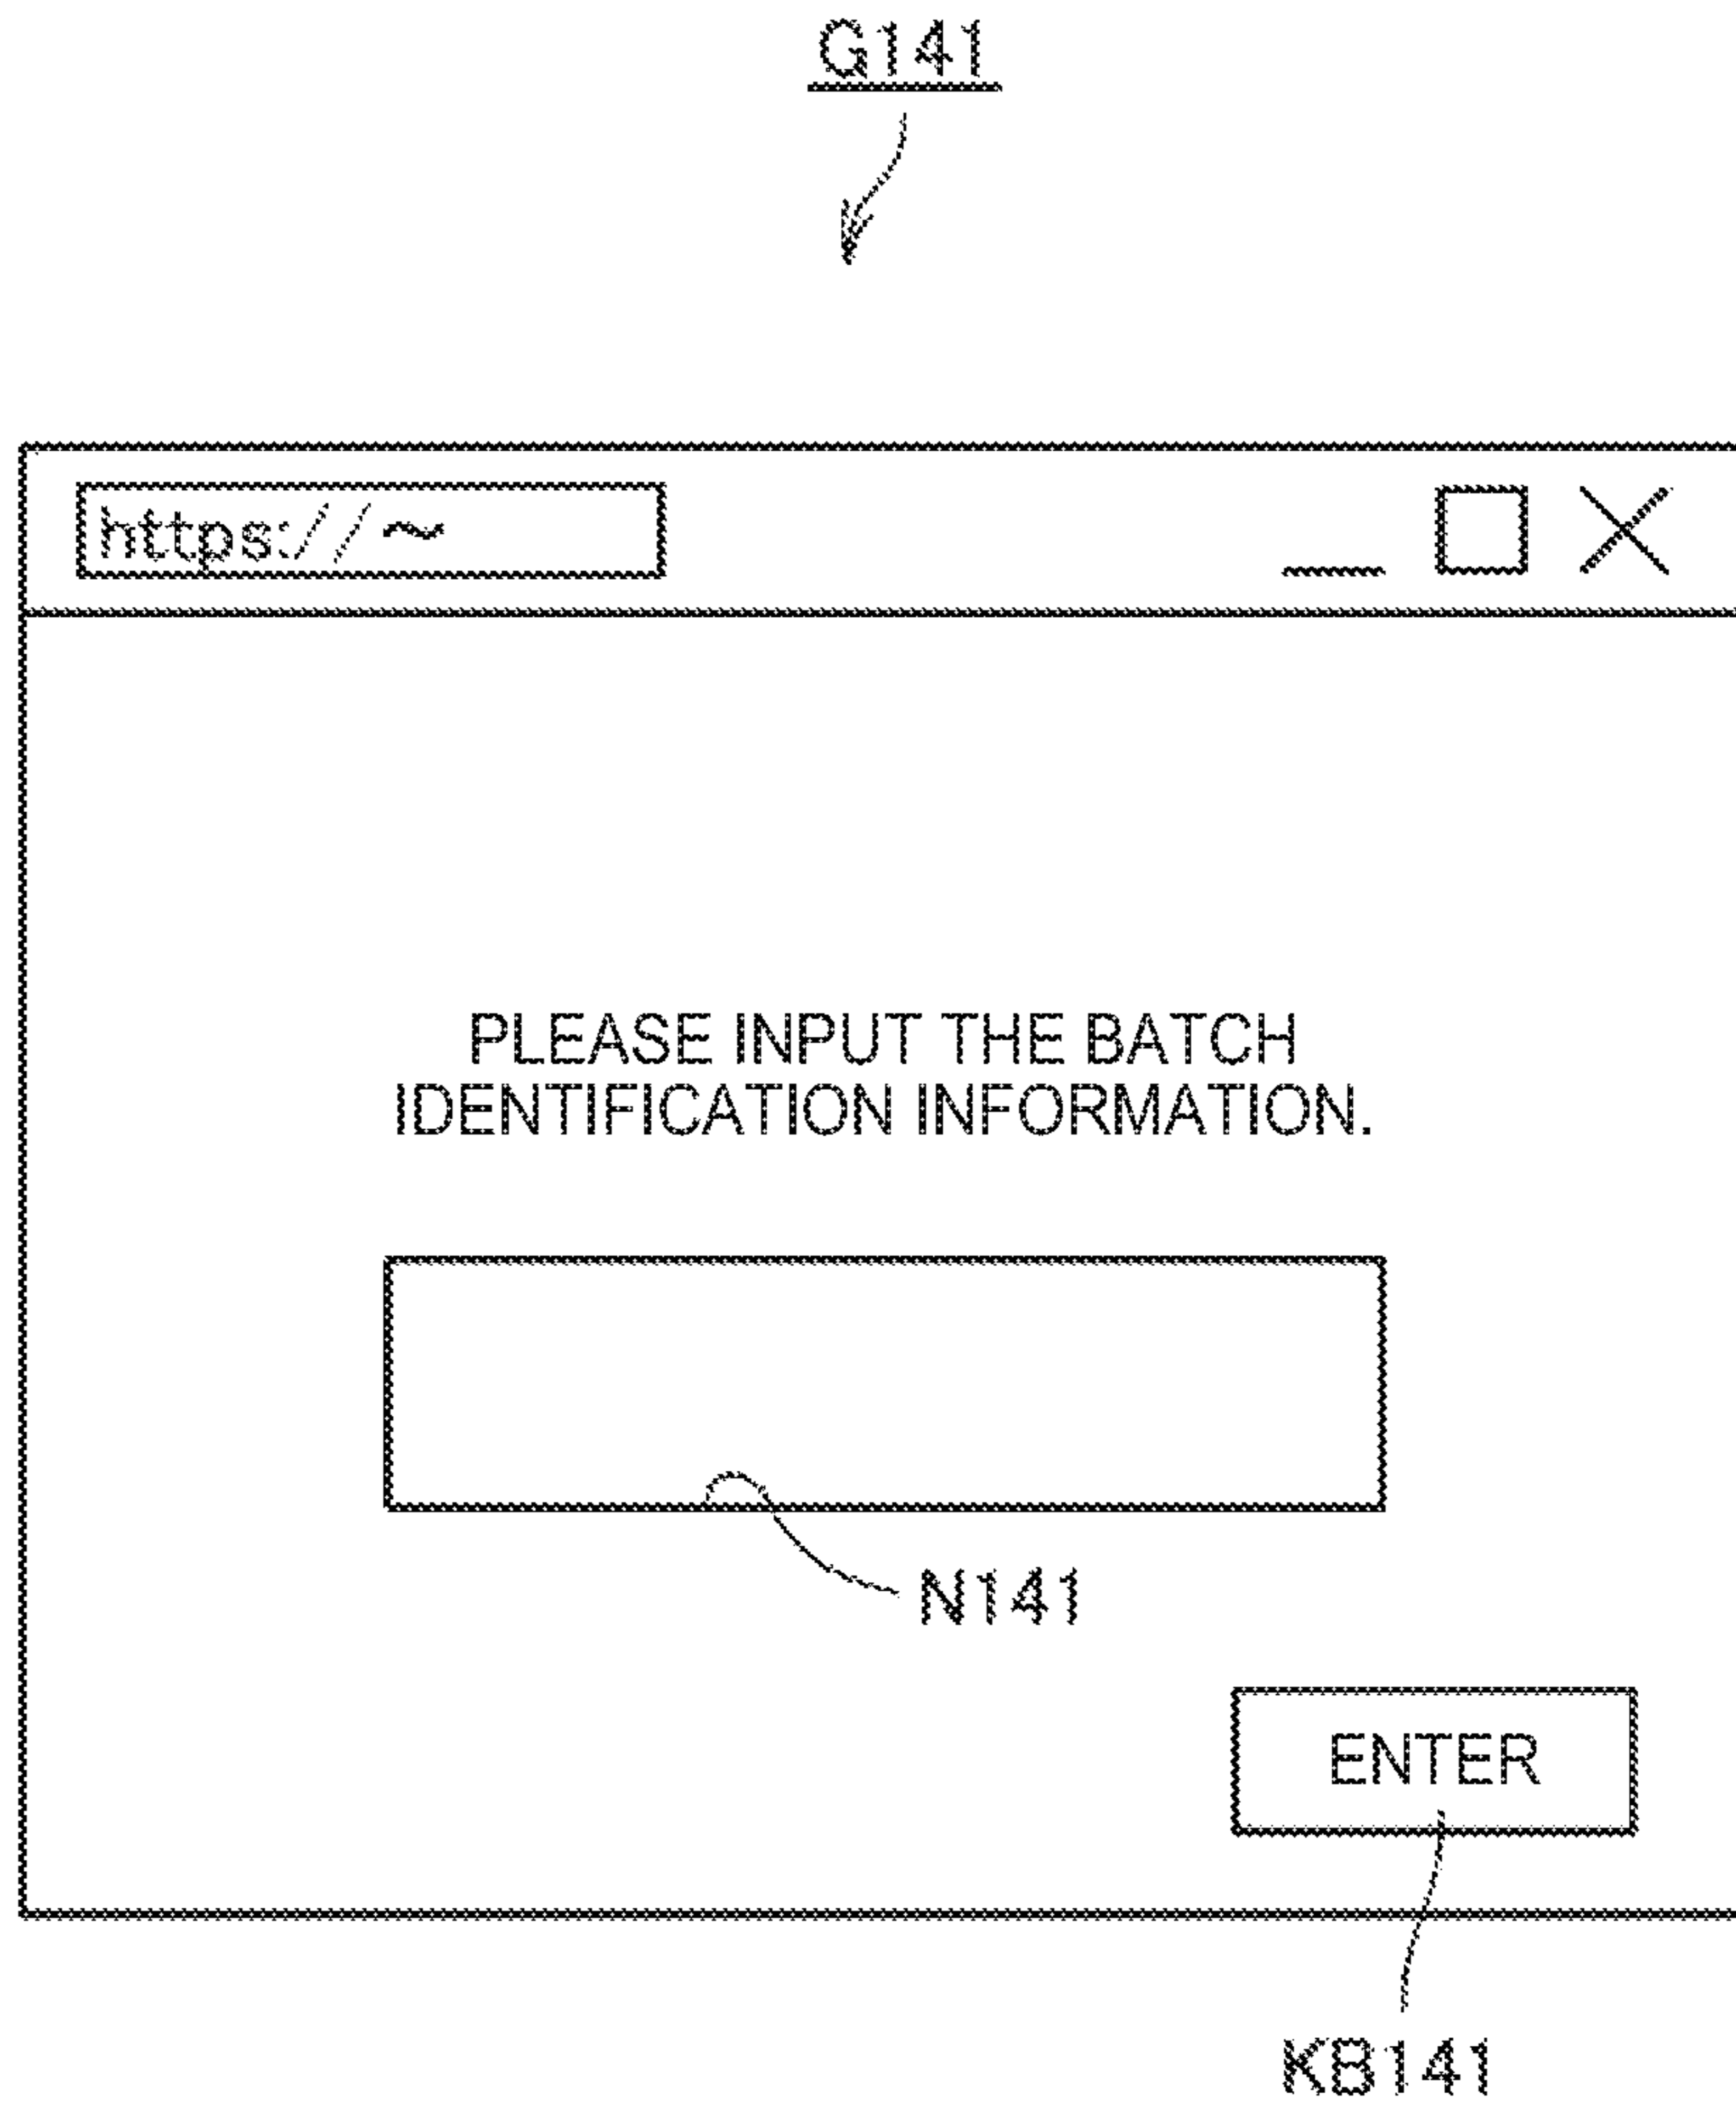 G141
https://~
PLEASE INPUT THE BATCH
IDENTIFICATION INFORMATION.
N141
ENTER
KB141